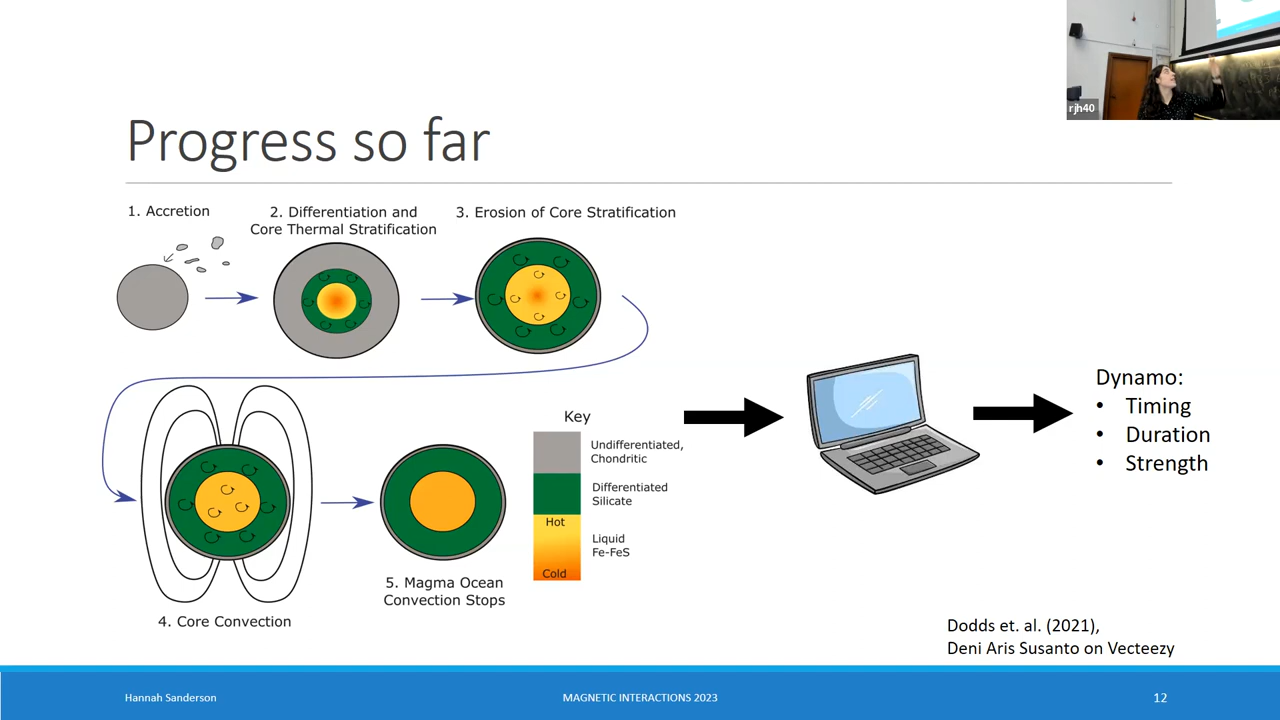 rjh40
Progress so far
1. Accretion
2. Differentiation and
Core Thermal Stratification
3. Erosion of Core Stratification
4. Core Convection
5. Magma Ocean
Convection Stops
Key
Undifferentiated,
Chondritic
Differentiated
Silicate
Hot
Liquid
Fe-FeS
Cold
Dynamo:
• Timing
• Duration
• Strength
Dodds et. al. (2021),
Deni Aris Susanto on Vecteezy
Hannah Sanderson
MAGNETIC INTERACTIONS 2023
12